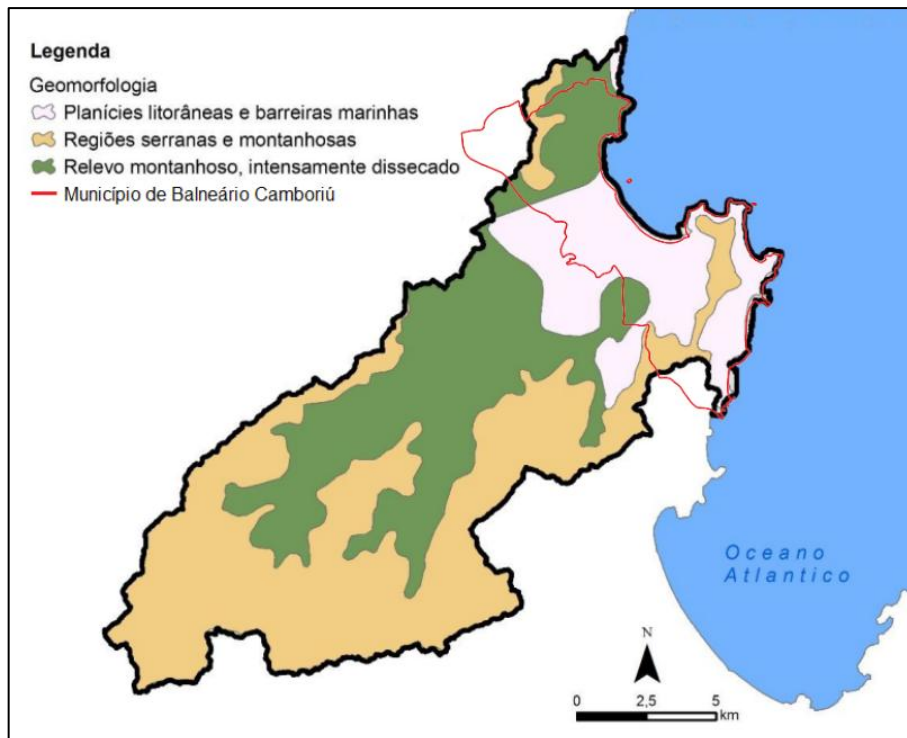 Legenda
Geomorfologia
Planícies litorâneas e barreiras marinhas
Regiões serranas e montanhosas
Relevo montanhoso, intensamente dissecado
Município de Balneário Camboriú
Oceano
Atlantico
N
0 2,5 5
km